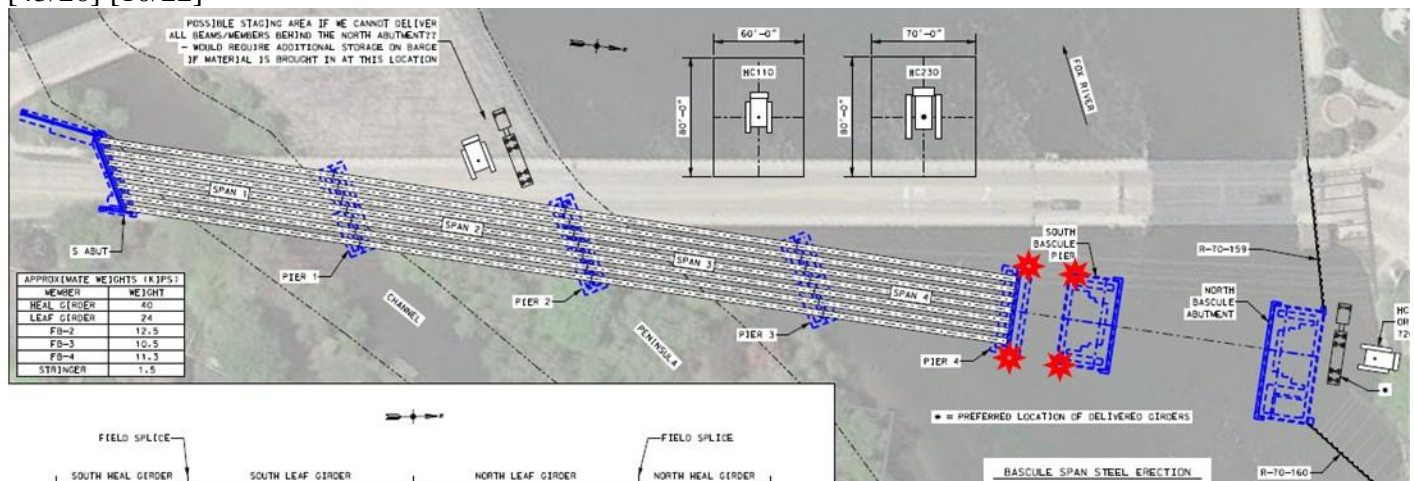 POSSIBLE STAGING AREA IF WE CANNOT DELIVER
ALL BEAMS/MEMBERS BEHIND THE NORTH ABUTMENT??
- WOULD REQUIRE ADDITIONAL STORAGE ON BARGE
IF MATERIAL IS BROUGHT IN AT THIS LOCATION
60'-0"
70'-0"
HC110
HC230
80'-0"
80'-0"
FOX RIVER
SPAN 1
SPAN 2
SPAN 3
SPAN 4
S ABUT
PIER 1
PIER 2
PIER 3
PIER 4
CHANNEL
PENINSULA
SOUTH
BASCULE
PIER
R-70-159
NORTH
BASCULE
ABUTMENT
HC
OR
APPROXIMATE WEIGHTS (KIPS)
MEMBER WEIGHT
HEAL GIRDER 40
LEAF GIRDER 24
FB-2 12.5
FB-3 10.5
FB-4 11.3
STRINGER 1.5
* = PREFERRED LOCATION OF DELIVERED GIRDERS
FIELD SPLICE
FIELD SPLICE
SOUTH HEAL GIRDER
SOUTH LEAF GIRDER
NORTH LEAF GIRDER
NORTH HEAL GIRDER
BASCULE SPAN STEEL ERECTION
R-70-160